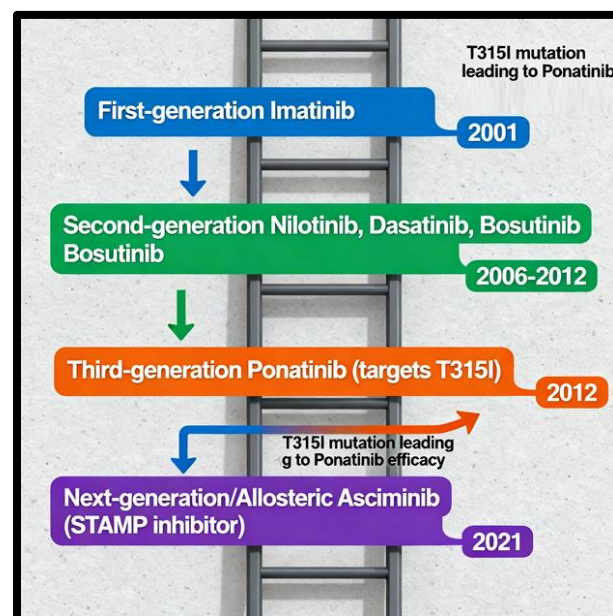 T315I mutation
leading to Ponatinib
First-generation Imatinib
2001
Second-generation Nilotinib, Dasatinib, Bosutinib
Bosutinib
2006-2012
Third-generation Ponatinib (targets T315I)
2012
T315I mutation leading
g to Ponatinib efficacy
Next-generation/Allosteric Asciminib
(STAMP inhibitor)
2021